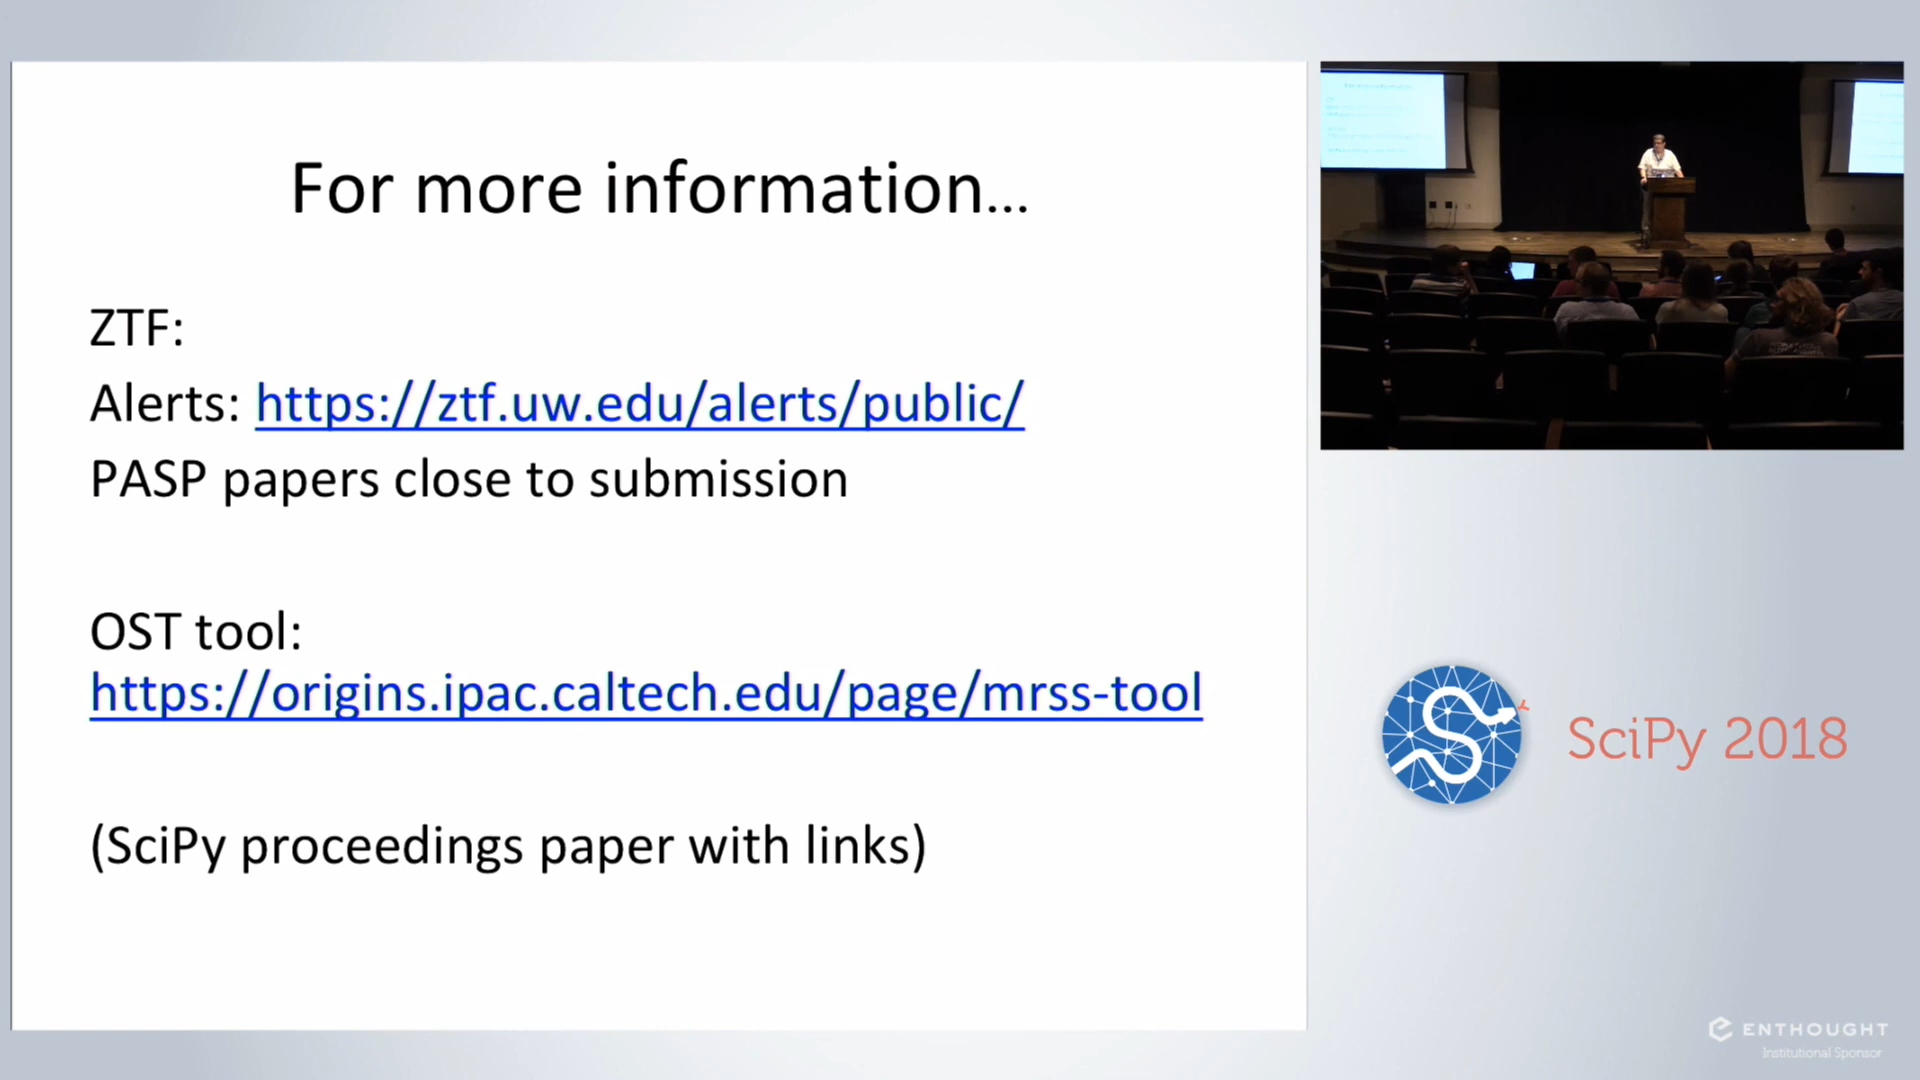 For more information...
ZTF:
Alerts: https://ztf.uw.edu/alerts/public/
PASP papers close to submission
OST tool:
https://origins.ipac.caltech.edu/page/mrss-tool
(SciPy proceedings paper with links)
SciPy 2018
ENTHOUGHT
Institutional Sponsor